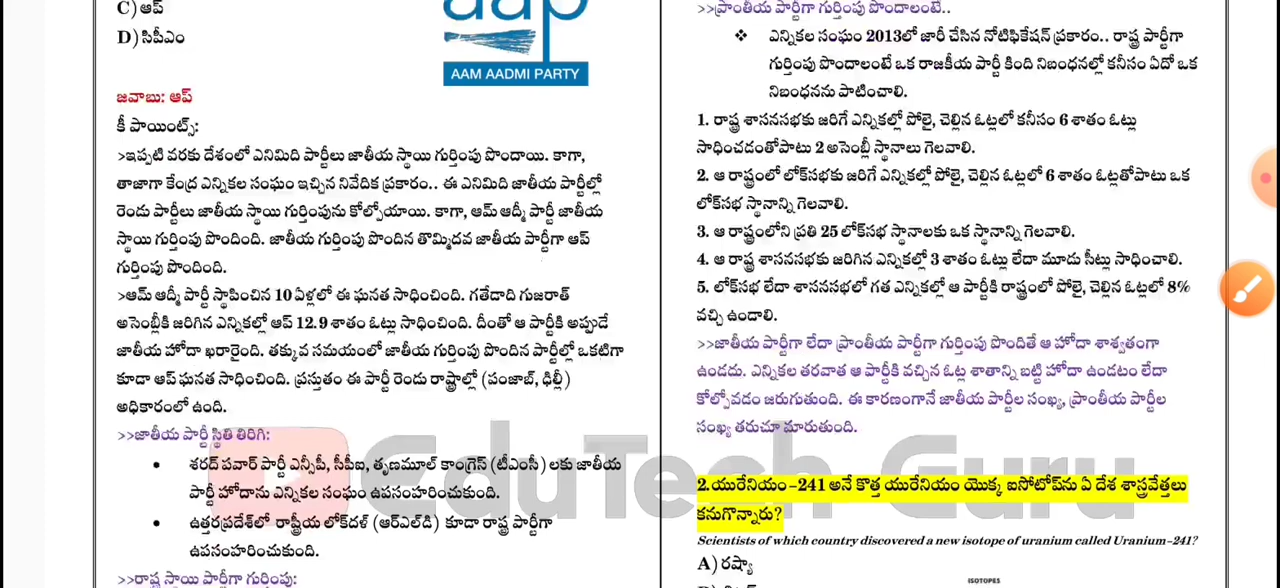 C) ఆప్
D) సిపీఎం
aap
AAM AADMI PARTY
జవాబు: ఆప్
కీ పాయింట్స్:
>ఇప్పటి వరకు దేశంలో ఎనిమిది పార్టీలు జాతీయ స్థాయి గుర్తింపు పొందాయి. కాగా,
తాజాగా కేంద్ర ఎన్నికల సంఘం ఇచ్చిన నివేదిక ప్రకారం.. ఈ ఎనిమిది జాతీయ పార్టీల్లో
రెండు పార్టీలు జాతీయ స్థాయి గుర్తింపును కోల్పోయాయి. కాగా, ఆమ్ ఆద్మీ పార్టీ జాతీయ
స్థాయి గుర్తింపు పొందింది. జాతీయ గుర్తింపు పొందిన తొమ్మిదవ జాతీయ పార్టీగా ఆప్
గుర్తింపు పొందింది.
>ఆమ్ ఆద్మీ పార్టీ స్థాపించిన 10 ఏళ్లలో ఈ ఘనత సాధించింది. గతేదాది గుజరాత్
అసెంబ్లీకి జరిగిన ఎన్నికల్లో ఆప్ 12.9 శాతం ఓట్లు సాధించింది. దీంతో ఆ పార్టీకి అప్పుడే
జాతీయ హోదా ఖరారైంది. తక్కువ సమయంలో జాతీయ గుర్తింపు పొందిన పార్టీల్లో ఒకటిగా
కూడా ఆప్ ఘనత సాధించింది. ప్రస్తుతం ఈ పార్టీ రెండు రాష్ట్రాల్లో (పంజాబ్, ఢిల్లీ)
అధికారంలో ఉంది.
>>జాతీయ పార్టీ స్థితి తిరిగి:
• శరద్ పవార్ పార్టీ ఎన్సీపీ, సీపీఐ, తృణమూల్ కాంగ్రెస్ (టీఎంసీ) లకు జాతీయ
పార్టీ హోదాను ఎన్నికల సంఘం ఉపసంహరించుకుంది.
• ఉత్తరప్రదేశ్‌లో రాష్ట్రీయ లోక్‌దళ్ (ఆర్ఎల్‌డి) కూడా రాష్ట్ర పార్టీగా
ఉపసంహరించుకుంది.
>>రాష్ట్ర స్థాయి పార్టీగా గుర్తింపు:
>>ప్రాంతీయ పార్టీగా గుర్తింపు పొందాలంటే..
❖ ఎన్నికల సంఘం 2013లో జారీ చేసిన నోటిఫికేషన్ ప్రకారం.. రాష్ట్ర పార్టీగా
గుర్తింపు పొందాలంటే ఒక రాజకీయ పార్టీ కింది నిబంధనల్లో కనీసం ఏదో ఒక
నిబంధనను పాటించాలి.
1. రాష్ట్ర శాసనసభకు జరిగే ఎన్నికల్లో పోలై, చెల్లిన ఓట్లలో కనీసం 6 శాతం ఓట్లు
సాధించడంతోపాటు 2 అసెంబ్లీ స్థానాలు గెలవాలి.
2. ఆ రాష్ట్రంలో లోక్‌సభకు జరిగే ఎన్నికల్లో పోలై, చెల్లిన ఓట్లలో 6 శాతం ఓట్లతోపాటు ఒక
లోక్‌సభ స్థానాన్ని గెలవాలి.
3. ఆ రాష్ట్రంలోని ప్రతి 25 లోక్‌సభ స్థానాలకు ఒక స్థానాన్ని గెలవాలి.
4. ఆ రాష్ట్ర శాసనసభకు జరిగిన ఎన్నికల్లో 3 శాతం ఓట్లు లేదా మూడు సీట్లు సాధించాలి.
5. లోక్‌సభ లేదా శాసనసభలో గత ఎన్నికల్లో ఆ పార్టీకి రాష్ట్రంలో పోలై, చెల్లిన ఓట్లలో 8%
వచ్చి ఉండాలి.
>>జాతీయ పార్టీగా లేదా ప్రాంతీయ పార్టీగా గుర్తింపు పొందితే ఆ హోదా శాశ్వతంగా
ఉండదు. ఎన్నికల తరవాత ఆ పార్టీకి వచ్చిన ఓట్ల శాతాన్ని బట్టి హోదా ఉండటం లేదా
కోల్పోవడం జరుగుతుంది. ఈ కారణంగానే జాతీయ పార్టీల సంఖ్య, ప్రాంతీయ పార్టీల
సంఖ్య తరుచూ మారుతుంది.
EduTech Guru
2.యురేనియం-241 అనే కొత్త యురేనియం యొక్క ఐసోటోప్‌ను ఏ దేశ శాస్త్రవేత్తలు
కనుగొన్నారు?
Scientists of which country discovered a new isotope of uranium called Uranium-241?
A) రష్యా
ISOTOPES